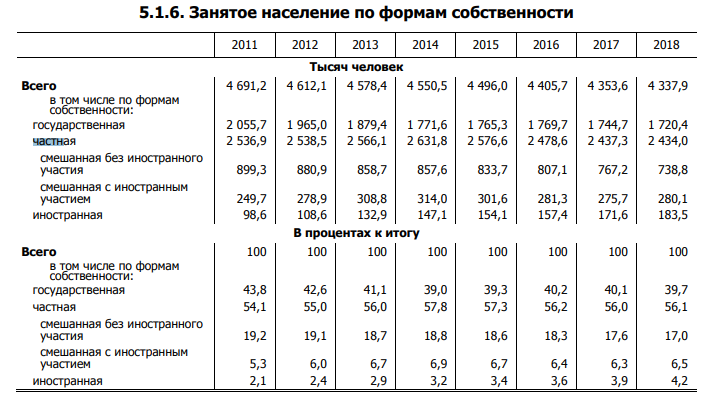 5.1.6. Занятое население по формам собственности
2011 2012 2013 2014 2015 2016 2017 2018
Тысяч человек
Всего 4 691,2 4 612,1 4 578,4 4 550,5 4 496,0 4 405,7 4 353,6 4 337,9
в том числе по формам
собственности:
государственная 2 055,7 1 965,0 1 879,4 1 771,6 1 765,3 1 769,7 1 744,7 1 720,4
частная 2 536,9 2 538,5 2 566,1 2 631,8 2 576,6 2 478,6 2 437,3 2 434,0
смешанная без иностранного
участия 899,3 880,9 858,7 857,6 833,7 807,1 767,2 738,8
смешанная с иностранным
участием 249,7 278,9 308,8 314,0 301,6 281,3 275,7 280,1
иностранная 98,6 108,6 132,9 147,1 154,1 157,4 171,6 183,5
В процентах к итогу
Всего 100 100 100 100 100 100 100 100
в том числе по формам
собственности:
государственная 43,8 42,6 41,1 39,0 39,3 40,2 40,1 39,7
частная 54,1 55,0 56,0 57,8 57,3 56,2 56,0 56,1
смешанная без иностранного
участия 19,2 19,1 18,7 18,8 18,6 18,3 17,6 17,0
смешанная с иностранным
участием 5,3 6,0 6,7 6,9 6,7 6,4 6,3 6,5
иностранная 2,1 2,4 2,9 3,2 3,4 3,6 3,9 4,2